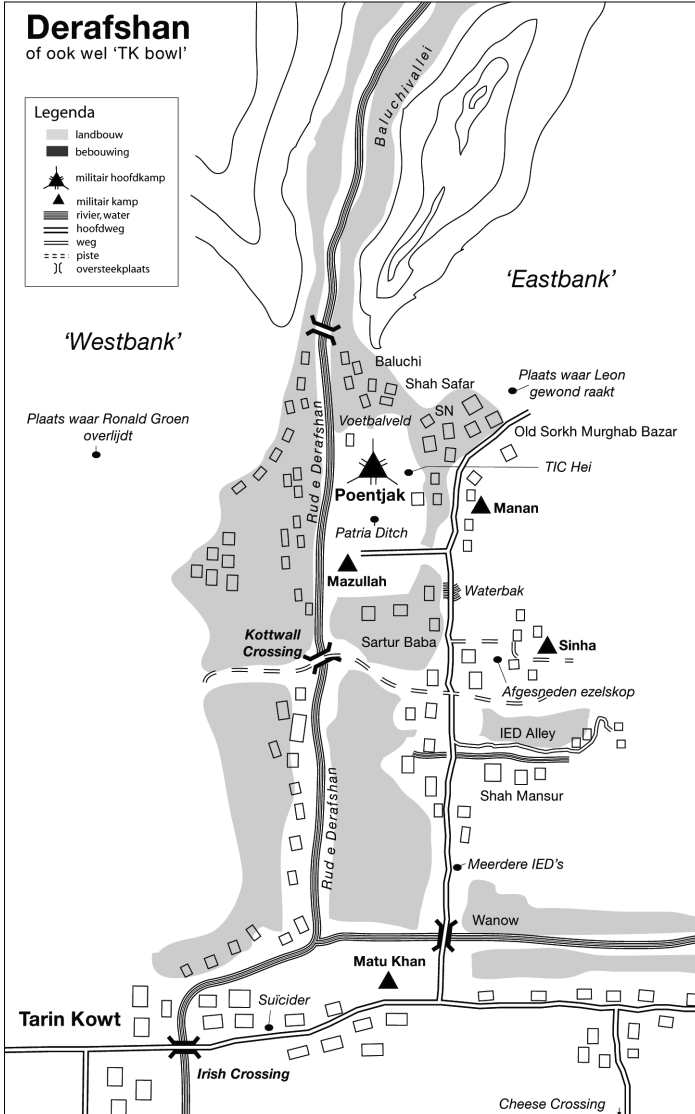 Derafshan
of ook wel ‘TK bowl’
Legenda
landbouw
bebouwing
militair hoofdkamp
militair kamp
rivier, water
hoofdweg
weg
piste
oversteekplaats
Baluchivallei
‘Eastbank’
‘Westbank’
Baluchi
Shah Safar
Plaats waar Leon
gewond raakt
SN
Plaats waar Ronald Groen
overlijdt
Voetbalveld
Old Sorkh Murghab Bazar
Rud e Derafshan
TIC Hei
Poentjak
Manan
Patria Ditch
Mazullah
Waterbak
Kottwall
Crossing
Sartur Baba
Sinha
Afgesneden ezelskop
IED Alley
Shah Mansur
Rud e Derafshan
Meerdere IED’s
Wanow
Matu Khan
Tarin Kowt
Suïcider
Irish Crossing
Cheese Crossing